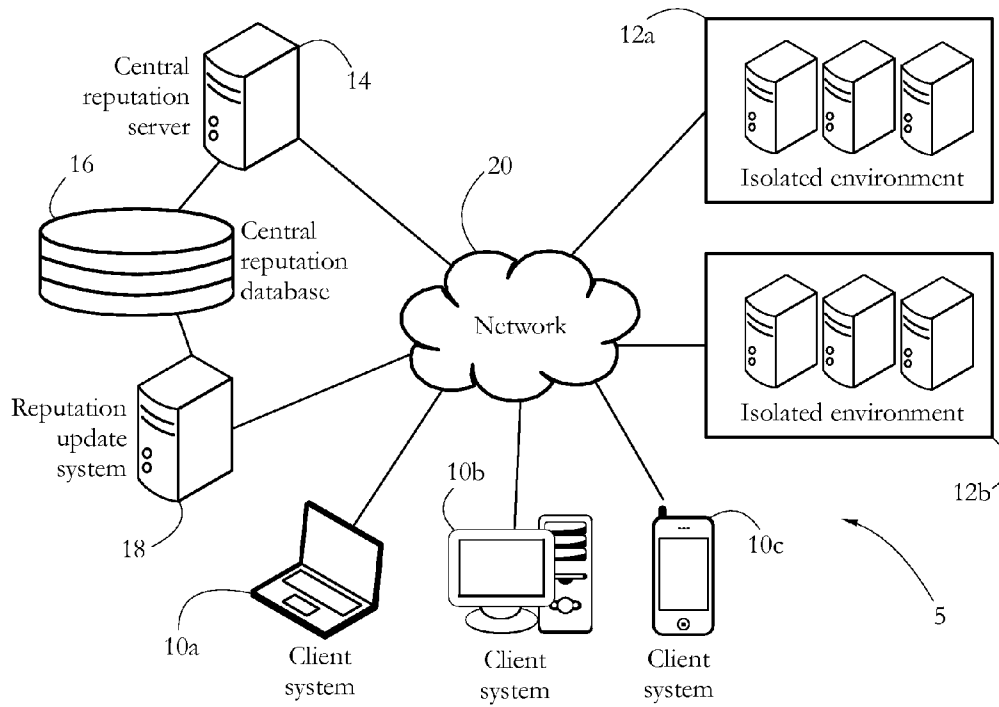 12a
Central
reputation
server
14
Isolated environment
16
20
Central
reputation
database
Network
Isolated environment
Reputation
update
system
10b
12b
18
10c
10a
5
Client
system
Client
system
Client
system